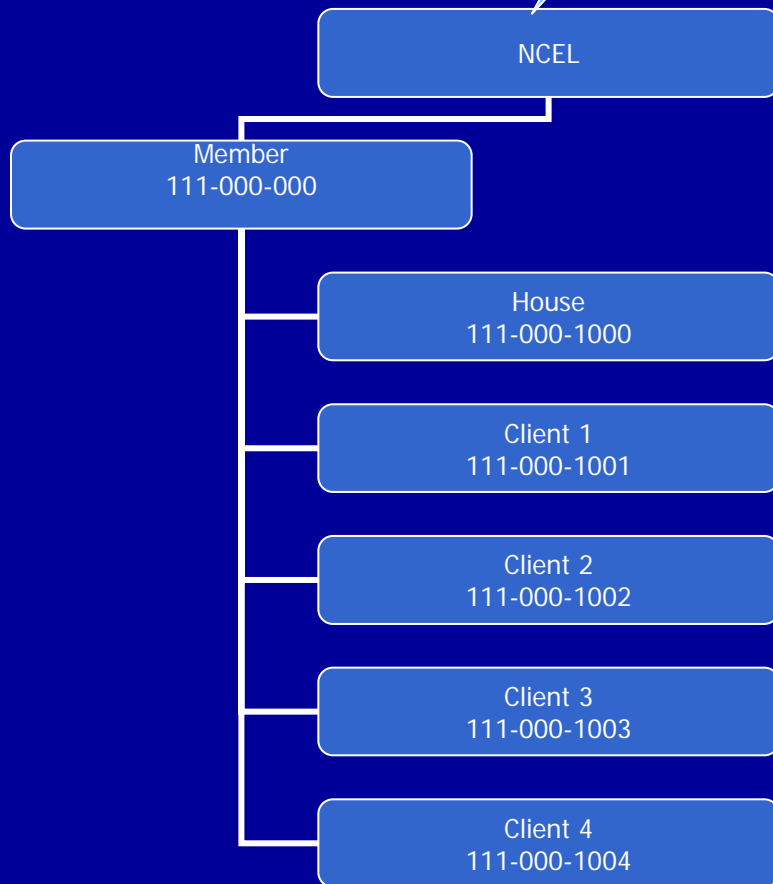 NCEL
Member
111-000-000
House
111-000-1000
Client 1
111-000-1001
Client 2
111-000-1002
Client 3
111-000-1003
Client 4
111-000-1004